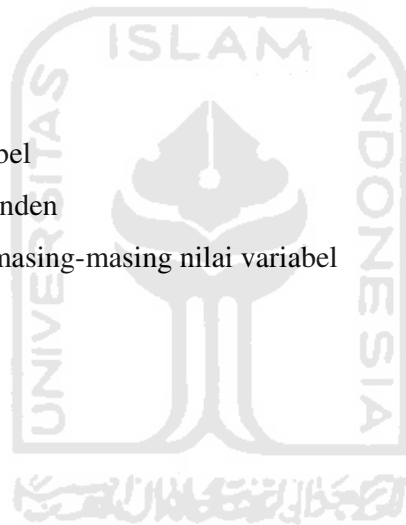 ISLAM
UNIVERSITAS
INDONESIA
bel
nden
masing-masing nilai variabel